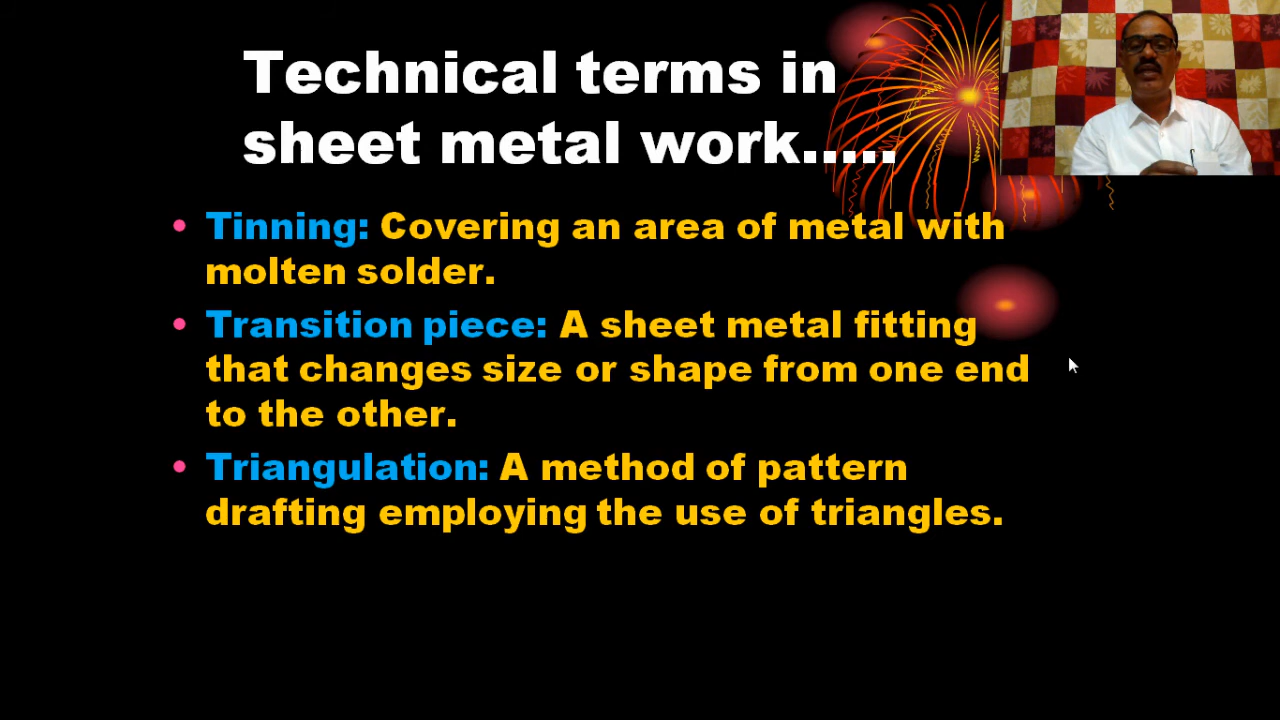 Technical terms in
sheet metal work.....
• Tinning: Covering an area of metal with
molten solder.
• Transition piece: A sheet metal fitting
that changes size or shape from one end
to the other.
• Triangulation: A method of pattern
drafting employing the use of triangles.